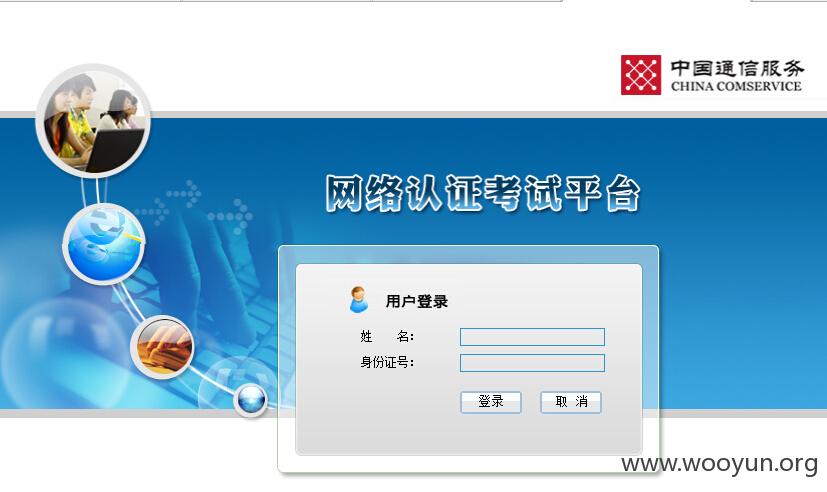 中国通信服务
CHINA COMSERVICE
网络认证考试平台
用户登录
姓 名：
身份证号：
登录 取 消
www.wooyun.org